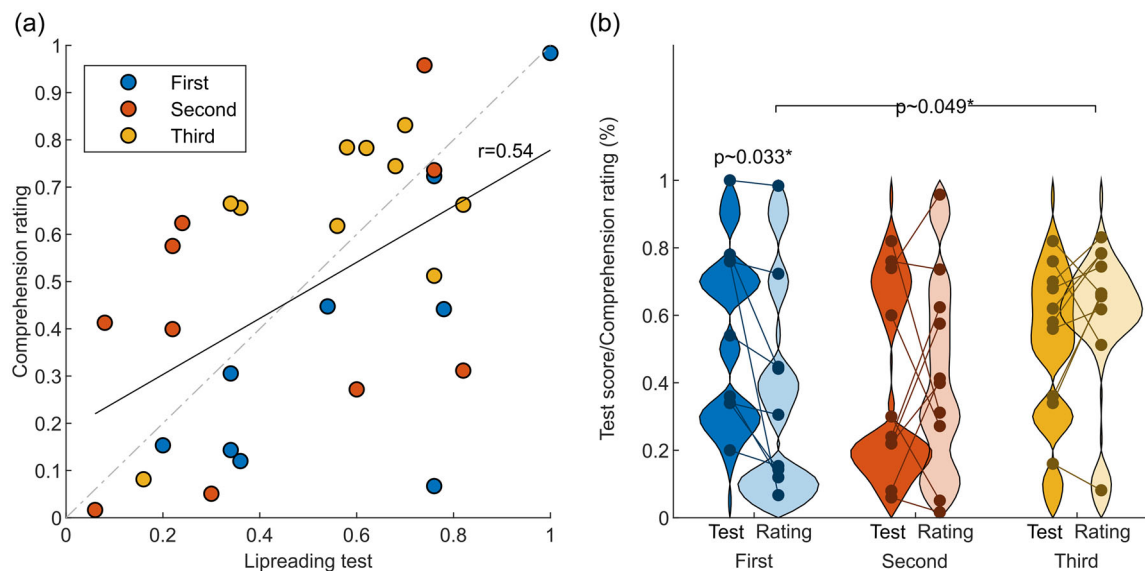 (a)
1
0.9
0.8
0.7
0.6
0.5
0.4
0.3
0.2
0.1
0
Comprehension rating
First
Second
Third
r=0.54
0 0.2 0.4 0.6 0.8 1
Lipreading test
(b)
p~0.049*
p~0.033*
1
0.8
0.6
0.4
0.2
0
Test score/Comprehension rating (%)
Test Rating Test Rating Test Rating
First Second Third